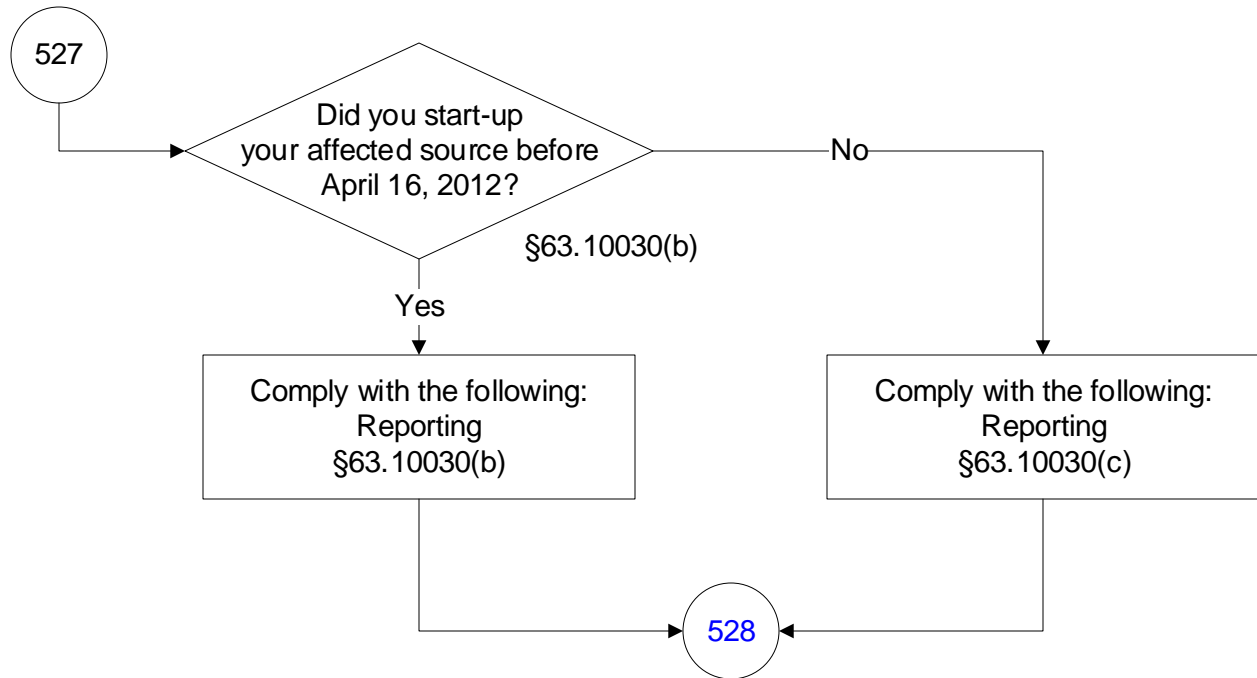 527
Did you start-up
your affected source before
April 16, 2012?
No
§63.10030(b)
Yes
Comply with the following:
Reporting
§63.10030(b)
Comply with the following:
Reporting
§63.10030(c)
528